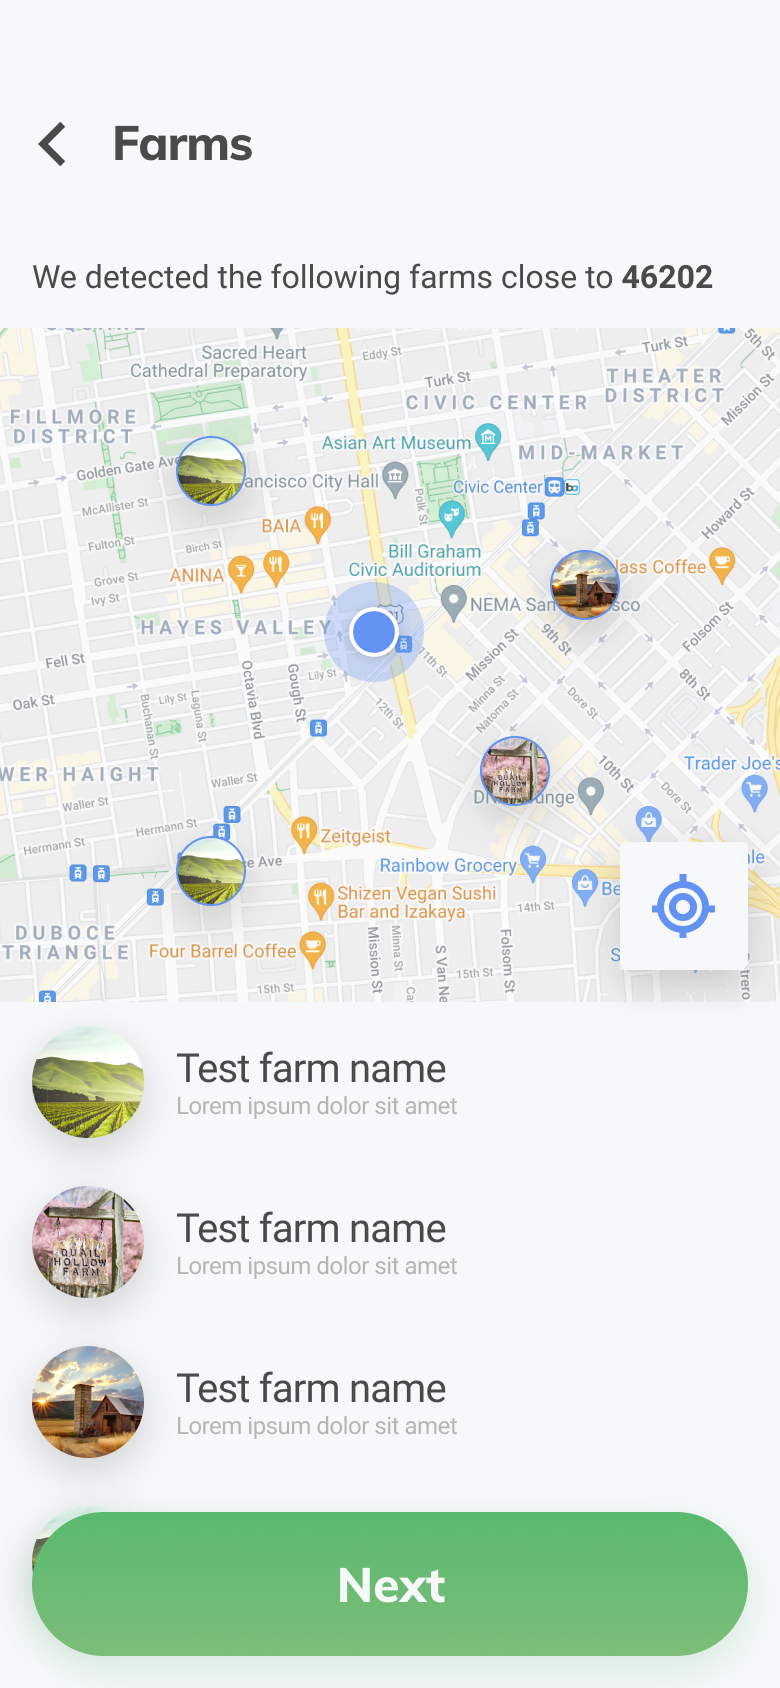 Farms
We detected the following farms close to 46202
Sacred Heart
Cathedral Preparatory
Eddy St
Turk St
5th St
Turk St
THEATER
DISTRICT
Mission St
CIVIC CENTER
FILLMORE
DISTRICT
Asian Art Museum
MID-MARKET
Golden Gate Ave
ancisco City Hall
Civic Center
McAllister St
Polk St
Howard St
BAIA
Fulton St
Birch St
Bill Graham
Civic Auditorium
lass Coffee
ANINA
Grove St
Ivy St
NEMA San
sco
HAYES VALLEY
Folsom St
9th St
Mission St
11th St
Fell St
Lily St
Gough St
Octavia Blvd
8th St
Oak St
Lily St
Laguna St
Buchanan St
Minna St
Natoma St
Dore St
12th St
WER HAIGHT
Waller St
Trader Joe's
10th St
QUAIL
HOLLOW
FARM
unge
Dore St
Waller St
Hermann St
Zeitgeist
Hermann St
e Ave
Rainbow Grocery
ale
Shizen Vegan Sushi
Bar and Izakaya
14th St
Be
DUBOCE
TRIANGLE
Four Barrel Coffee
Mission St
Minna St
S Van Ne
Folsom St
15th St
S
trero
15th St
Test farm name
Lorem ipsum dolor sit amet
QUAIL
HOLLOW
FARM
Test farm name
Lorem ipsum dolor sit amet
Test farm name
Lorem ipsum dolor sit amet
Next